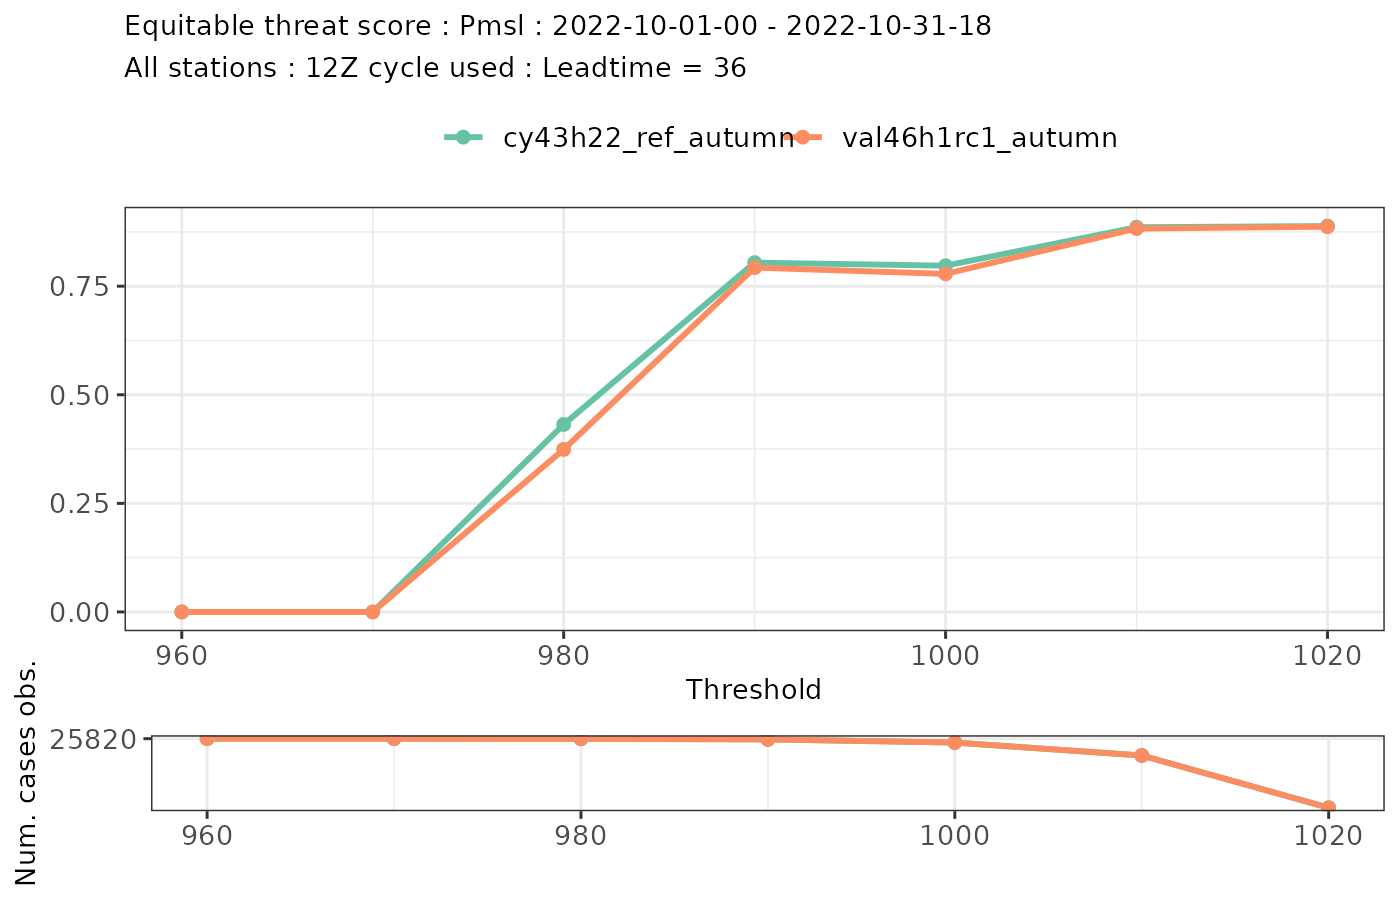 Equitable threat score : Pmsl : 2022-10-01-00 - 2022-10-31-18
All stations : 12Z cycle used : Leadtime = 36
cy43h22_ref_autumn val46h1rc1_autumn
0.75
0.50
0.25
0.00
960 980 1000 1020
Threshold
Num. cases obs.
25820
960 980 1000 1020